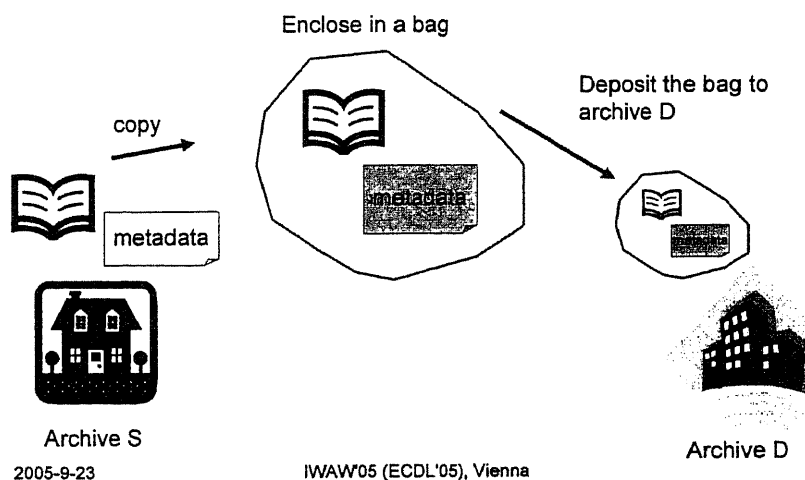 Enclose in a bag
Deposit the bag to
archive D
copy
metadata
metadata
metadata
Archive S
Archive D
2005-9-23
IWAW'05 (ECDL'05), Vienna